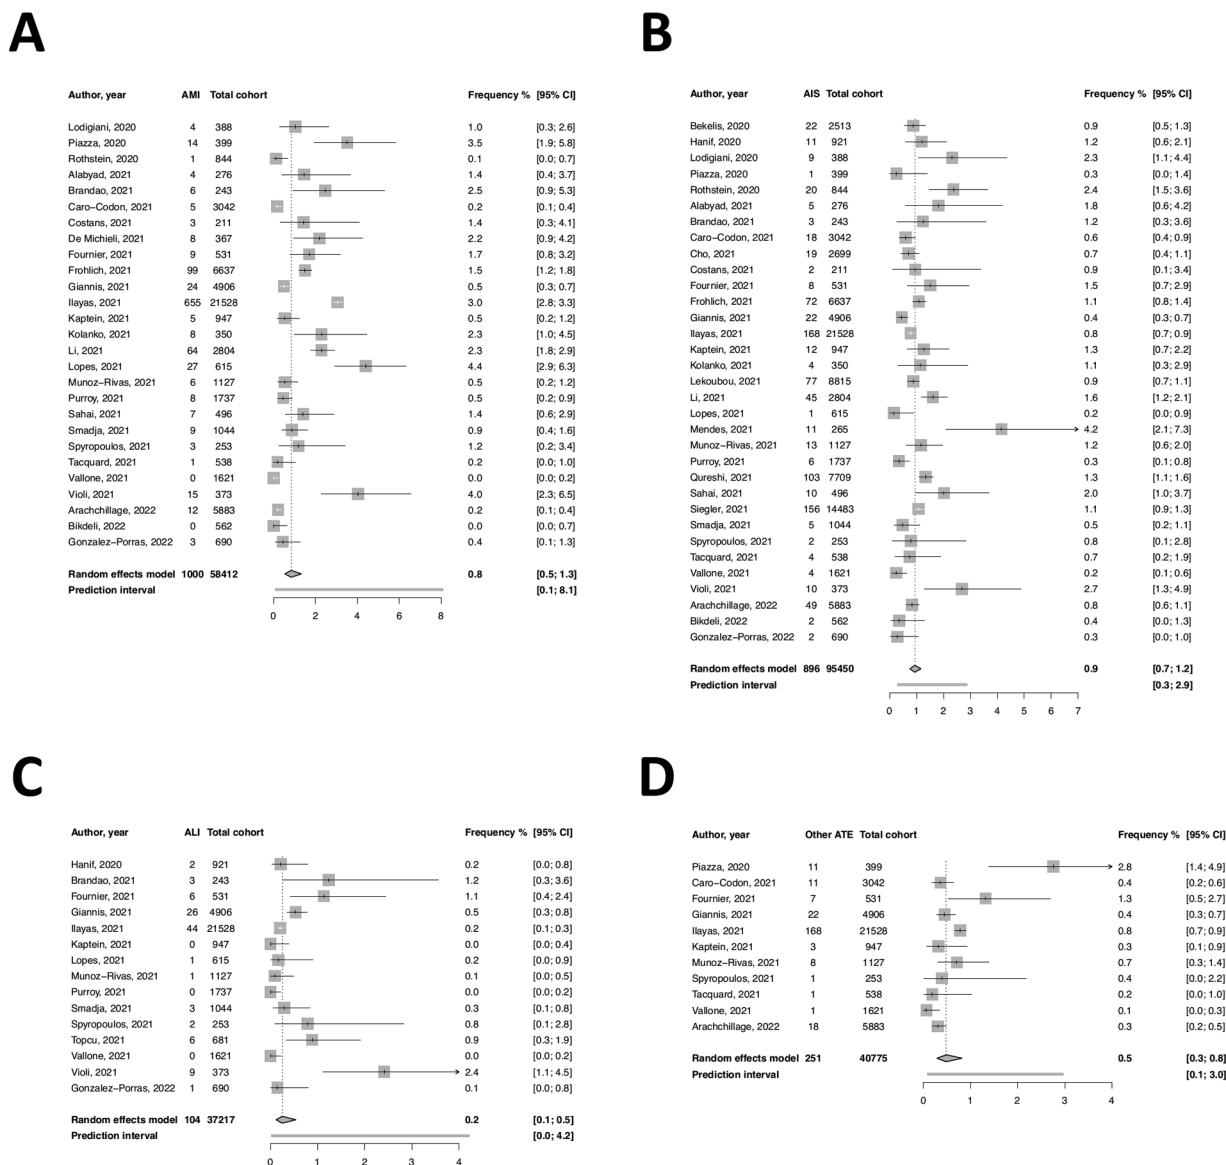 A
Author, year AMI Total cohort Frequency % [95% CI]
Lodigiani, 2020 4 388 1.0 [0.3; 2.6]
Piazza, 2020 14 399 3.5 [1.9; 5.8]
Rothstein, 2020 1 844 0.1 [0.0; 0.7]
Alabyad, 2021 4 276 1.4 [0.4; 3.7]
Brandao, 2021 6 243 2.5 [0.9; 5.3]
Caro−Codon, 2021 5 3042 0.2 [0.1; 0.4]
Costans, 2021 3 211 1.4 [0.3; 4.1]
De Michieli, 2021 8 367 2.2 [0.9; 4.2]
Fournier, 2021 9 531 1.7 [0.8; 3.2]
Frohlich, 2021 99 6637 1.5 [1.2; 1.8]
Giannis, 2021 24 4906 0.5 [0.3; 0.7]
Ilayas, 2021 655 21528 3.0 [2.8; 3.3]
Kaptein, 2021 5 947 0.5 [0.2; 1.2]
Kolanko, 2021 8 350 2.3 [1.0; 4.5]
Li, 2021 64 2804 2.3 [1.8; 2.9]
Lopes, 2021 27 615 4.4 [2.9; 6.3]
Munoz−Rivas, 2021 6 1127 0.5 [0.2; 1.2]
Purroy, 2021 8 1737 0.5 [0.2; 0.9]
Sahai, 2021 7 496 1.4 [0.6; 2.9]
Smadja, 2021 9 1044 0.9 [0.4; 1.6]
Spyropoulos, 2021 3 253 1.2 [0.2; 3.4]
Tacquard, 2021 1 538 0.2 [0.0; 1.0]
Vallone, 2021 0 1621 0.0 [0.0; 0.2]
Violi, 2021 15 373 4.0 [2.3; 6.5]
Arachchillage, 2022 12 5883 0.2 [0.1; 0.4]
Bikdeli, 2022 0 562 0.0 [0.0; 0.7]
Gonzalez−Porras, 2022 3 690 0.4 [0.1; 1.3]
Random effects model 1000 58412 0.8 [0.5; 1.3]
Prediction interval [0.1; 8.1]
0 2 4 6 8
B
Author, year AIS Total cohort Frequency % [95% CI]
Bekelis, 2020 22 2513 0.9 [0.5; 1.3]
Hanif, 2020 11 921 1.2 [0.6; 2.1]
Lodigiani, 2020 9 388 2.3 [1.1; 4.4]
Piazza, 2020 1 399 0.3 [0.0; 1.4]
Rothstein, 2020 20 844 2.4 [1.5; 3.6]
Alabyad, 2021 5 276 1.8 [0.6; 4.2]
Brandao, 2021 3 243 1.2 [0.3; 3.6]
Caro−Codon, 2021 18 3042 0.6 [0.4; 0.9]
Cho, 2021 19 2699 0.7 [0.4; 1.1]
Costans, 2021 2 211 0.9 [0.1; 3.4]
Fournier, 2021 8 531 1.5 [0.7; 2.9]
Frohlich, 2021 72 6637 1.1 [0.8; 1.4]
Giannis, 2021 22 4906 0.4 [0.3; 0.7]
Ilayas, 2021 168 21528 0.8 [0.7; 0.9]
Kaptein, 2021 12 947 1.3 [0.7; 2.2]
Kolanko, 2021 4 350 1.1 [0.3; 2.9]
Lekoubou, 2021 77 8815 0.9 [0.7; 1.1]
Li, 2021 45 2804 1.6 [1.2; 2.1]
Lopes, 2021 1 615 0.2 [0.0; 0.9]
Mendes, 2021 11 265 4.2 [2.1; 7.3]
Munoz−Rivas, 2021 13 1127 1.2 [0.6; 2.0]
Purroy, 2021 6 1737 0.3 [0.1; 0.8]
Qureshi, 2021 103 7709 1.3 [1.1; 1.6]
Sahai, 2021 10 496 2.0 [1.0; 3.7]
Siegler, 2021 156 14483 1.1 [0.9; 1.3]
Smadja, 2021 5 1044 0.5 [0.2; 1.1]
Spyropoulos, 2021 2 253 0.8 [0.1; 2.8]
Tacquard, 2021 4 538 0.7 [0.2; 1.9]
Vallone, 2021 4 1621 0.2 [0.1; 0.6]
Violi, 2021 10 373 2.7 [1.3; 4.9]
Arachchillage, 2022 49 5883 0.8 [0.6; 1.1]
Bikdeli, 2022 2 562 0.4 [0.0; 1.3]
Gonzalez−Porras, 2022 2 690 0.3 [0.0; 1.0]
Random effects model 896 95450 0.9 [0.7; 1.2]
Prediction interval [0.3; 2.9]
0 1 2 3 4 5 6 7
C
Author, year ALI Total cohort Frequency % [95% CI]
Hanif, 2020 2 921 0.2 [0.0; 0.8]
Brandao, 2021 3 243 1.2 [0.3; 3.6]
Fournier, 2021 6 531 1.1 [0.4; 2.4]
Giannis, 2021 26 4906 0.5 [0.3; 0.8]
Ilayas, 2021 44 21528 0.2 [0.1; 0.3]
Kaptein, 2021 0 947 0.0 [0.0; 0.4]
Lopes, 2021 1 615 0.2 [0.0; 0.9]
Munoz−Rivas, 2021 1 1127 0.1 [0.0; 0.5]
Purroy, 2021 0 1737 0.0 [0.0; 0.2]
Smadja, 2021 3 1044 0.3 [0.1; 0.8]
Spyropoulos, 2021 2 253 0.8 [0.1; 2.8]
Topcu, 2021 6 681 0.9 [0.3; 1.9]
Vallone, 2021 0 1621 0.0 [0.0; 0.2]
Violi, 2021 9 373 2.4 [1.1; 4.5]
Gonzalez−Porras, 2022 1 690 0.1 [0.0; 0.8]
Random effects model 104 37217 0.2 [0.1; 0.5]
Prediction interval [0.0; 4.2]
0 1 2 3 4
D
Author, year Other ATE Total cohort Frequency % [95% CI]
Piazza, 2020 11 399 2.8 [1.4; 4.9]
Caro−Codon, 2021 11 3042 0.4 [0.2; 0.6]
Fournier, 2021 7 531 1.3 [0.5; 2.7]
Giannis, 2021 22 4906 0.4 [0.3; 0.7]
Ilayas, 2021 168 21528 0.8 [0.7; 0.9]
Kaptein, 2021 3 947 0.3 [0.1; 0.9]
Munoz−Rivas, 2021 8 1127 0.7 [0.3; 1.4]
Spyropoulos, 2021 1 253 0.4 [0.0; 2.2]
Tacquard, 2021 1 538 0.2 [0.0; 1.0]
Vallone, 2021 1 1621 0.1 [0.0; 0.3]
Arachchillage, 2022 18 5883 0.3 [0.2; 0.5]
Random effects model 251 40775 0.5 [0.3; 0.8]
Prediction interval [0.1; 3.0]
0 1 2 3 4